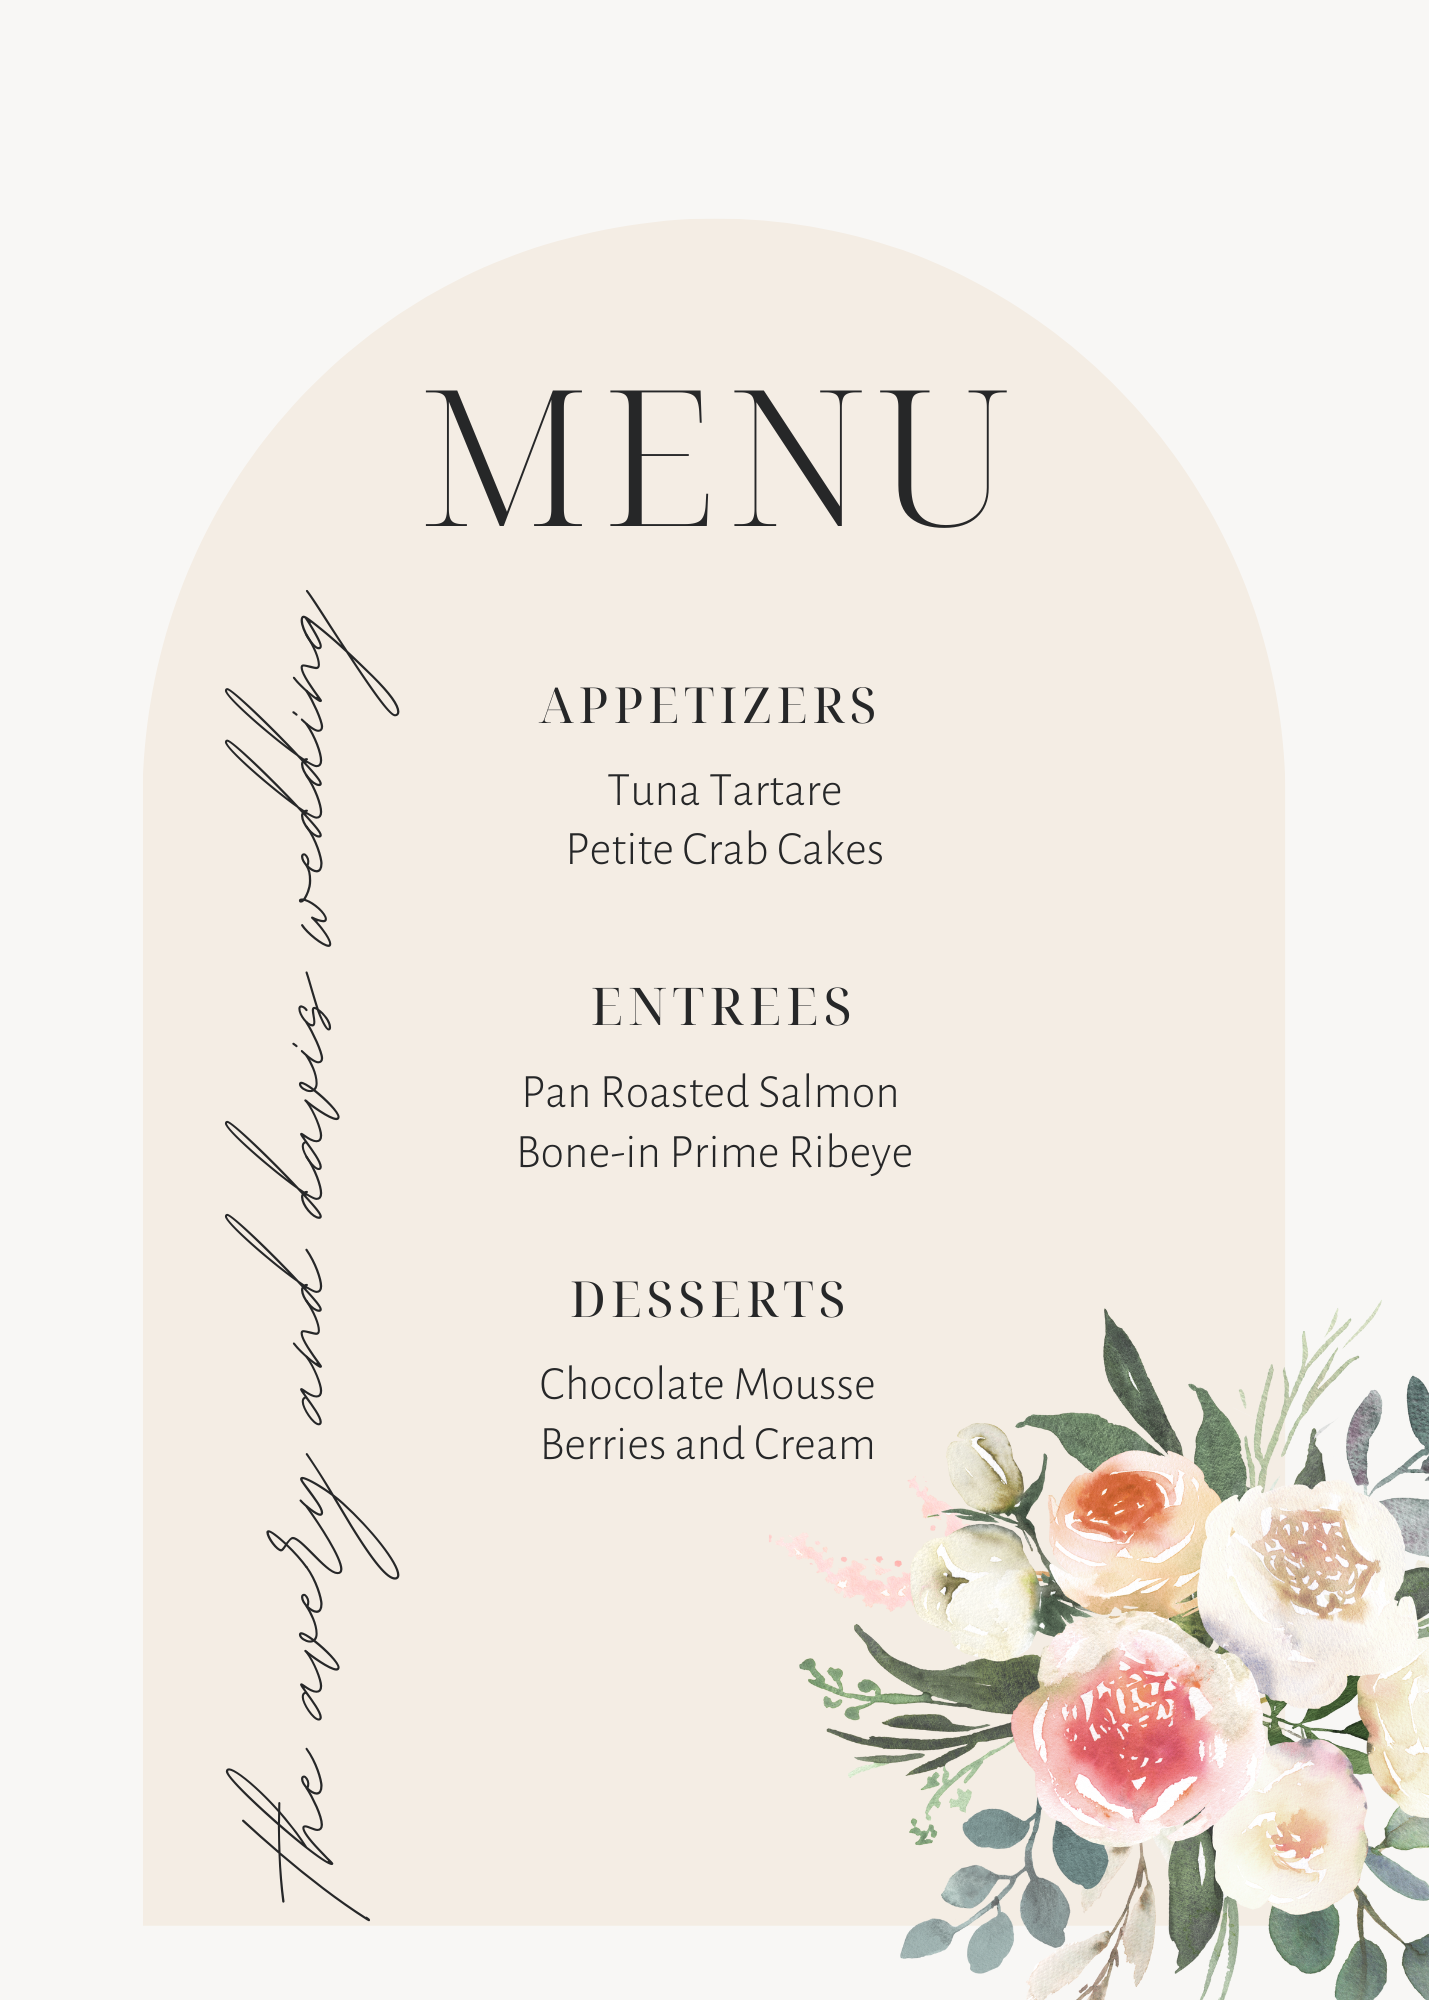 MENU
the avery and davis wedding
APPETIZERS
Tuna Tartare
Petite Crab Cakes
ENTREES
Pan Roasted Salmon
Bone-in Prime Ribeye
DESSERTS
Chocolate Mousse
Berries and Cream